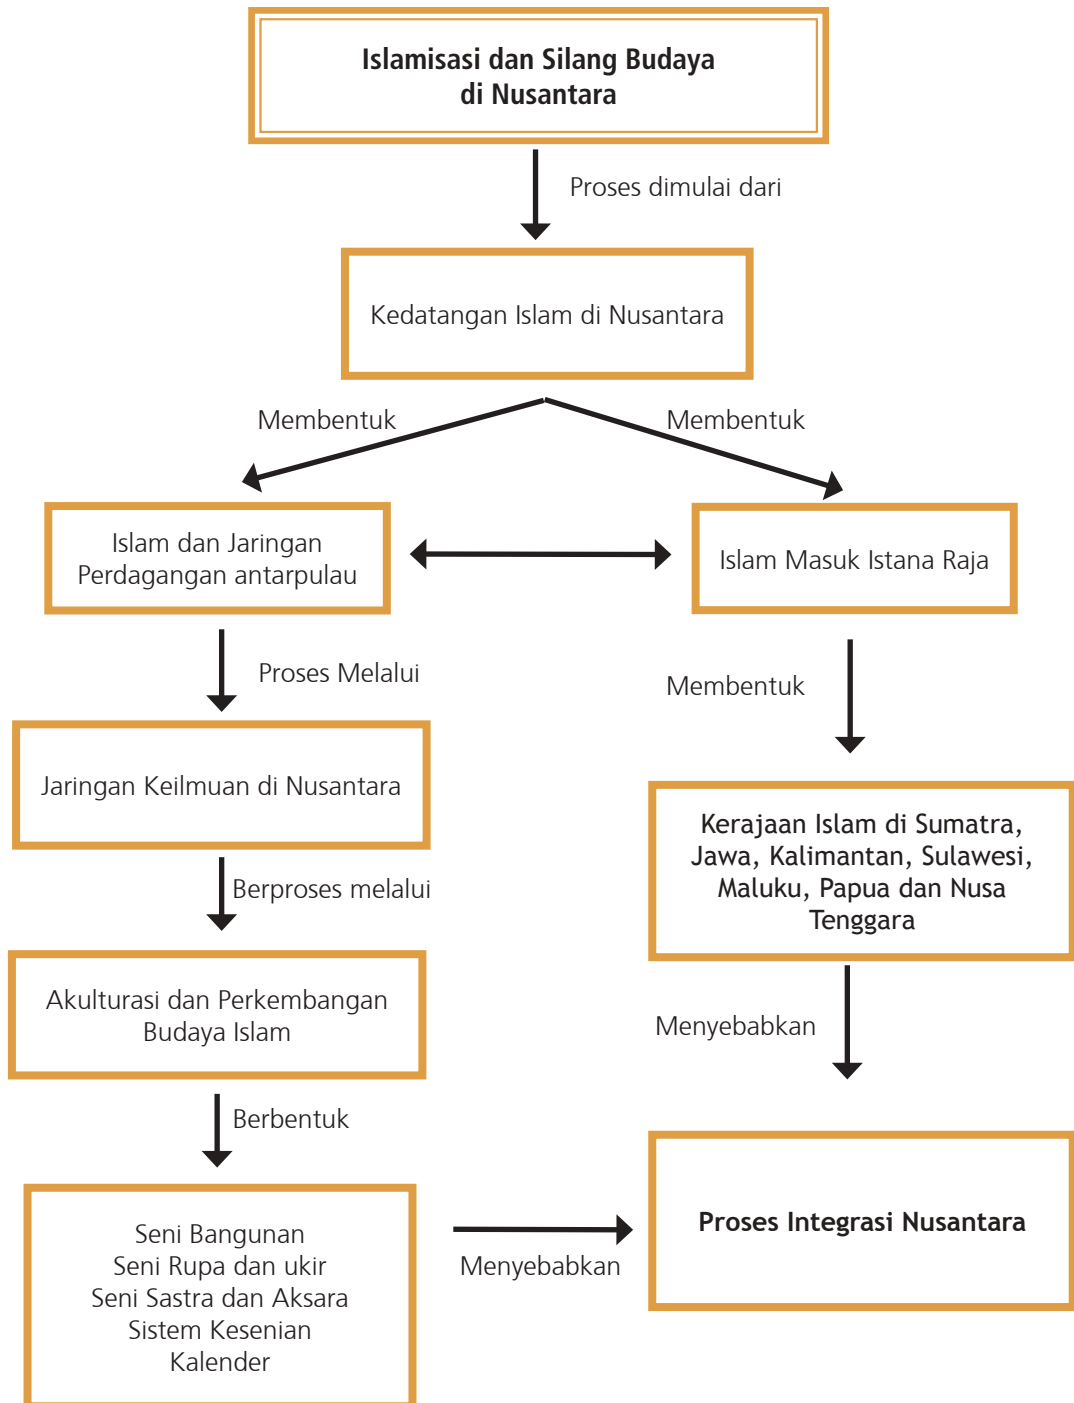 Islamisasi dan Silang Budaya
di Nusantara
Proses dimulai dari
Kedatangan Islam di Nusantara
Membentuk
Membentuk
Islam dan Jaringan
Perdagangan antarpulau
Islam Masuk Istana Raja
Proses Melalui
Membentuk
Jaringan Keilmuan di Nusantara
Kerajaan Islam di Sumatra,
Jawa, Kalimantan, Sulawesi,
Maluku, Papua dan Nusa
Tenggara
Berproses melalui
Akulturasi dan Perkembangan
Budaya Islam
Menyebabkan
Berbentuk
Seni Bangunan
Seni Rupa dan ukir
Seni Sastra dan Aksara
Sistem Kesenian
Kalender
Menyebabkan
Proses Integrasi Nusantara